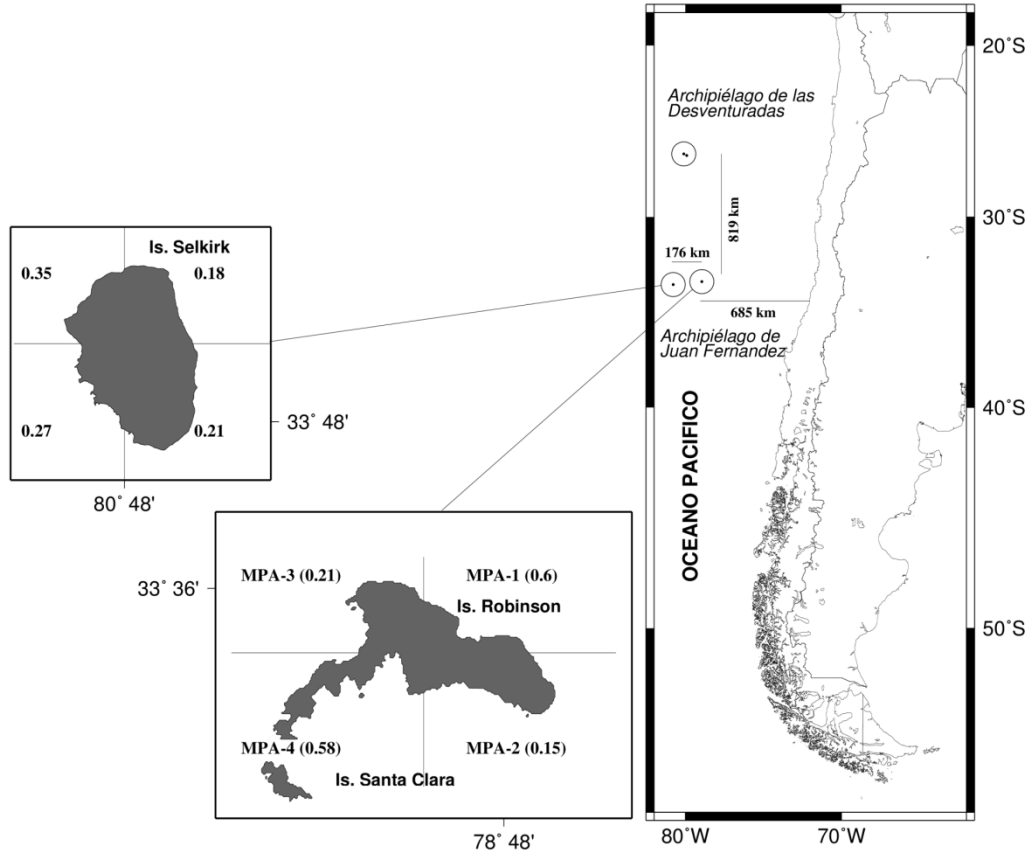 Archipiélago de las
Desventuradas
20˚S
30˚S
40˚S
50˚S
819 km
176 km
685 km
Archipiélago de
Juan Fernandez
OCEANO PACIFICO
80˚W
70˚W
Is. Selkirk
0.35
0.18
0.27
0.21
33˚ 48'
80˚ 48'
MPA-3 (0.21)
MPA-1 (0.6)
33˚ 36'
Is. Robinson
MPA-4 (0.58)
MPA-2 (0.15)
Is. Santa Clara
78˚ 48'